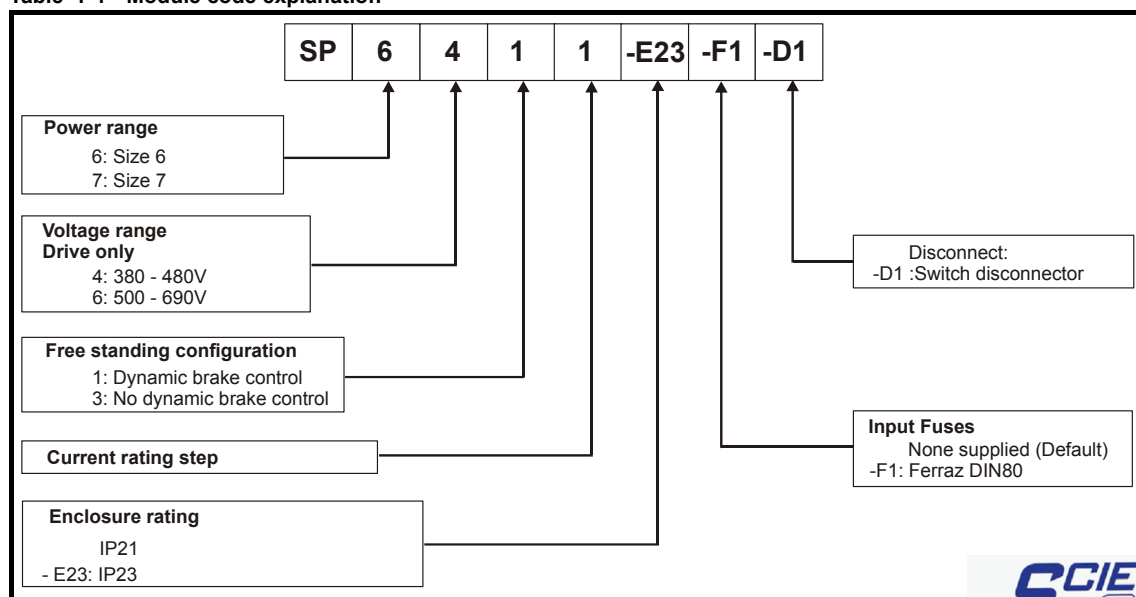 Table 4-1 Module code explanation
SP 6 4 1 1 -E23 -F1 -D1
Power range
6: Size 6
7: Size 7
Voltage range
Drive only
4: 380 - 480V
6: 500 - 690V
Free standing configuration
1: Dynamic brake control
3: No dynamic brake control
Current rating step
Enclosure rating
IP21
- E23: IP23
Disconnect:
-D1 :Switch disconnector
Input Fuses
None supplied (Default)
-F1: Ferraz DIN80